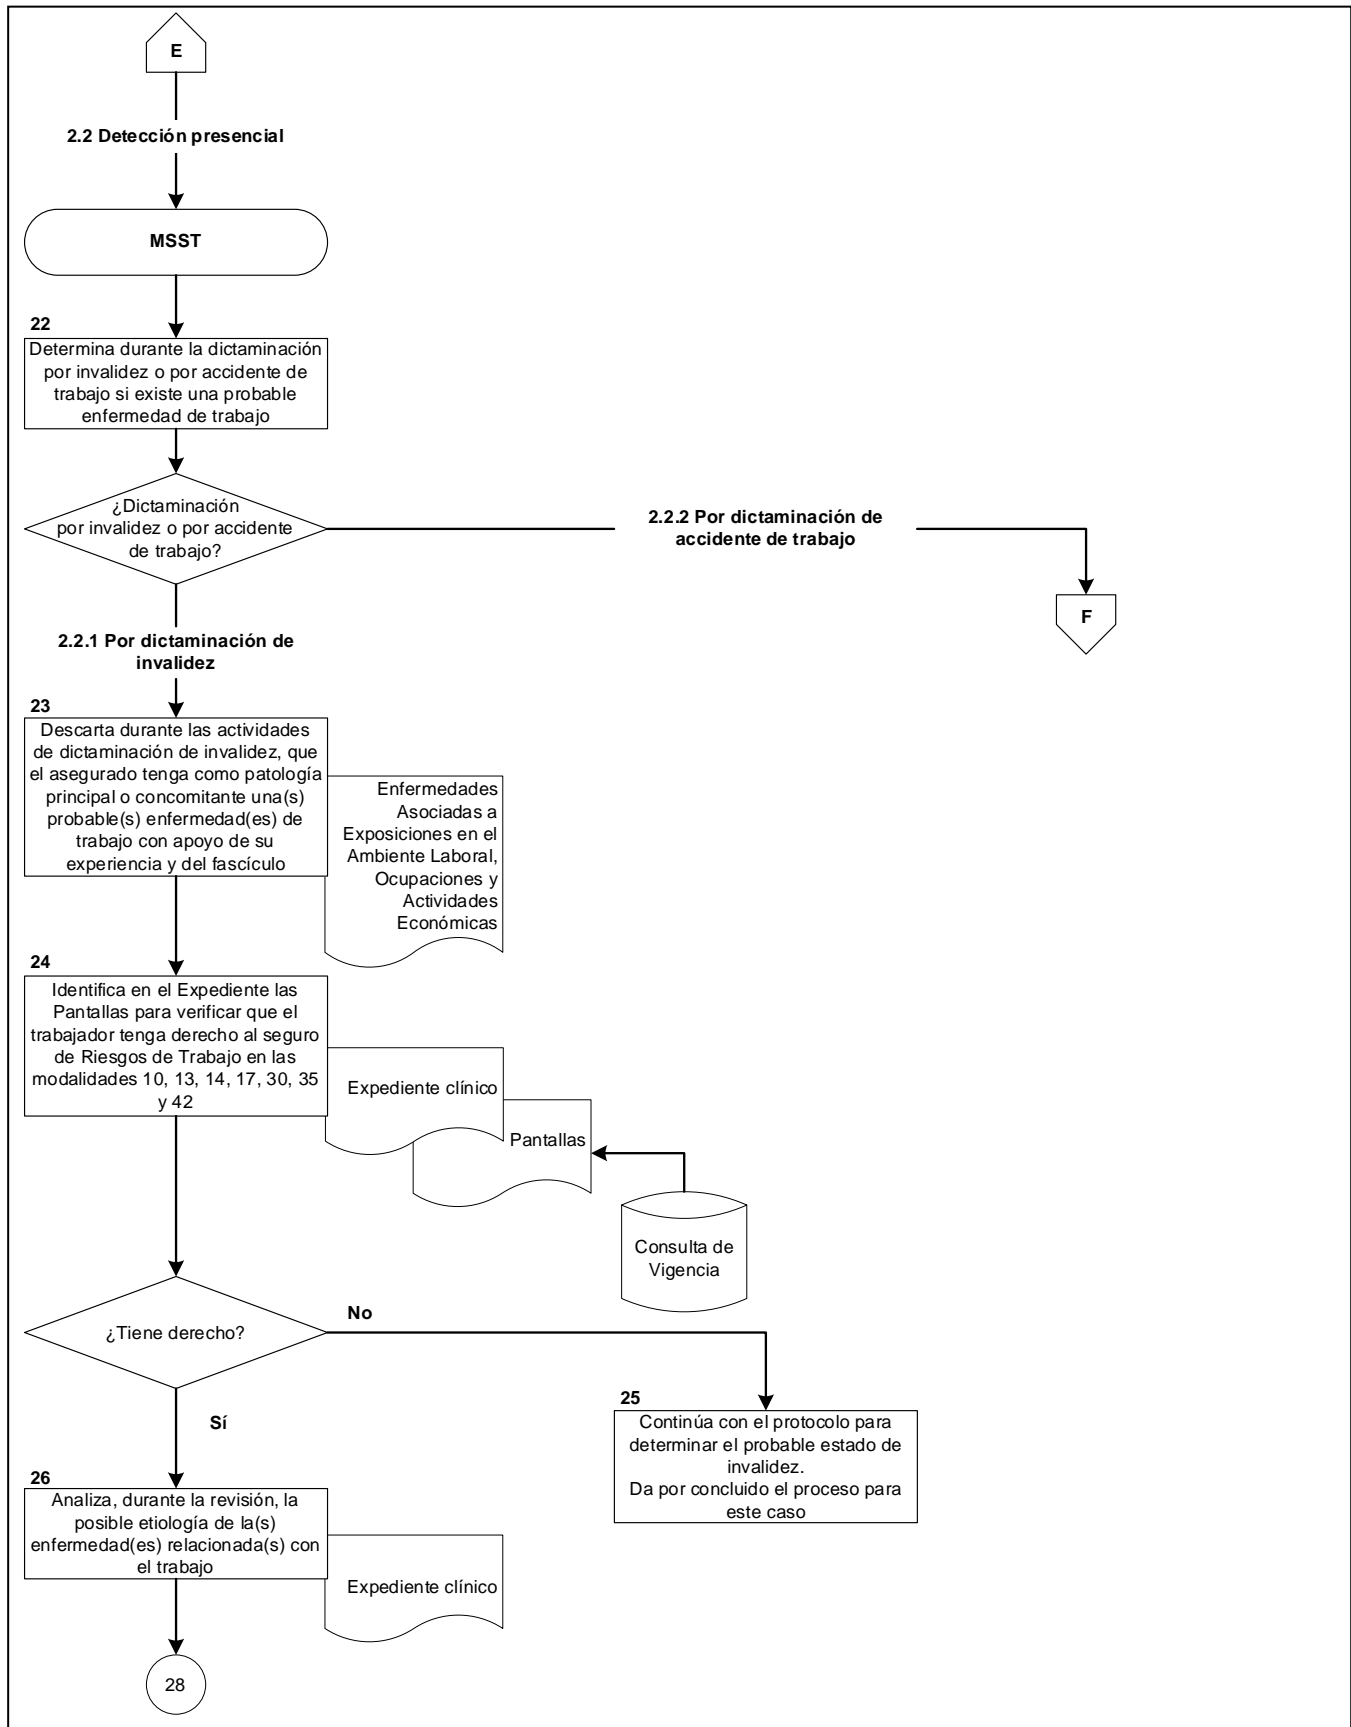 E
2.2 Detección presencial
MSST
22
Determina durante la dictaminación
por invalidez o por accidente de
trabajo si existe una probable
enfermedad de trabajo
¿Dictaminación
por invalidez o por accidente
de trabajo?
2.2.2 Por dictaminación de
accidente de trabajo
F
2.2.1 Por dictaminación de
invalidez
23
Descarta durante las actividades
de dictaminación de invalidez, que
el asegurado tenga como patología
principal o concomitante una(s)
probable(s) enfermedad(es) de
trabajo con apoyo de su
experiencia y del fascículo
Enfermedades
Asociadas a
Exposiciones en el
Ambiente Laboral,
Ocupaciones y
Actividades
Económicas
24
Identifica en el Expediente las
Pantallas para verificar que el
trabajador tenga derecho al seguro
de Riesgos de Trabajo en las
modalidades 10, 13, 14, 17, 30, 35
y 42
Expediente clínico
Pantallas
Consulta de
Vigencia
¿Tiene derecho?
No
25
Continúa con el protocolo para
determinar el probable estado de
invalidez.
Da por concluido el proceso para
este caso
Sí
26
Analiza, durante la revisión, la
posible etiología de la(s)
enfermedad(es) relacionada(s) con
el trabajo
Expediente clínico
28